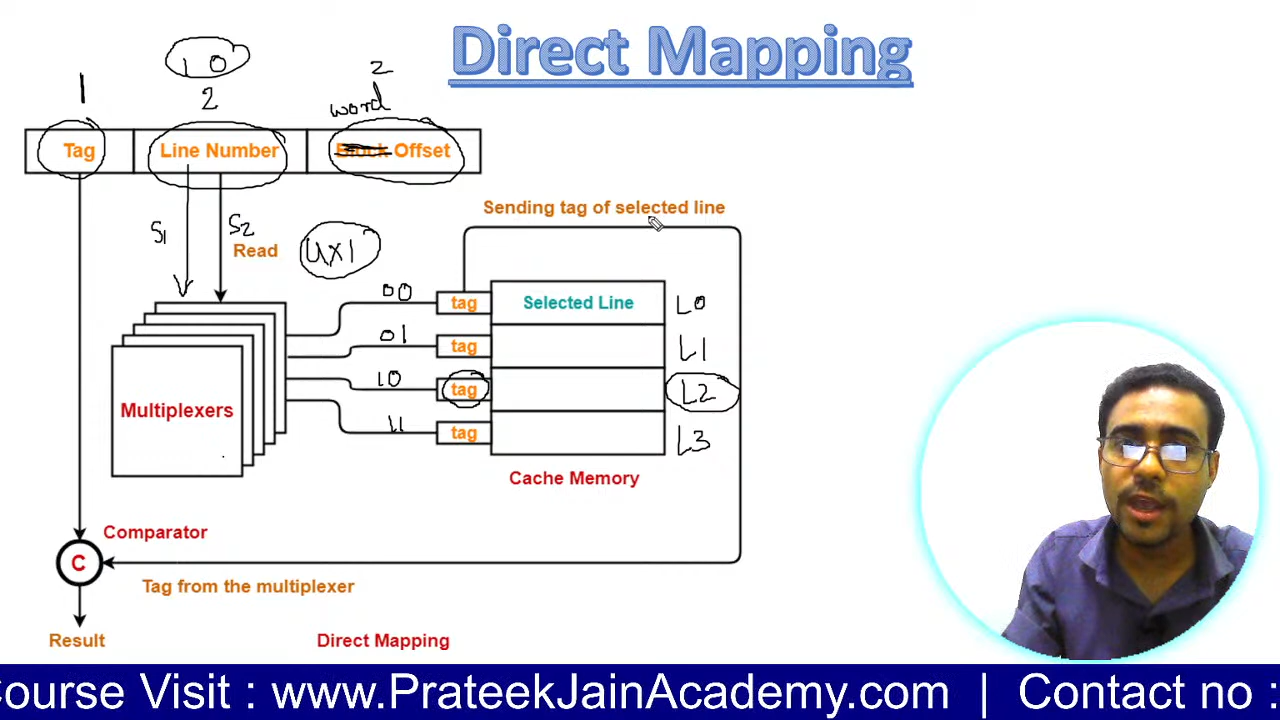 Direct Mapping
10
1 2 2
word
Tag Line Number Block Offset
Sending tag of selected line
S1 S2
Read
4x1
00 tag Selected Line L0
01 tag L1
10 tag L2
11 tag L3
Multiplexers
Cache Memory
Comparator
C
Tag from the multiplexer
Result
Direct Mapping
Course Visit : www.PrateekJainAcademy.com | Contact no :